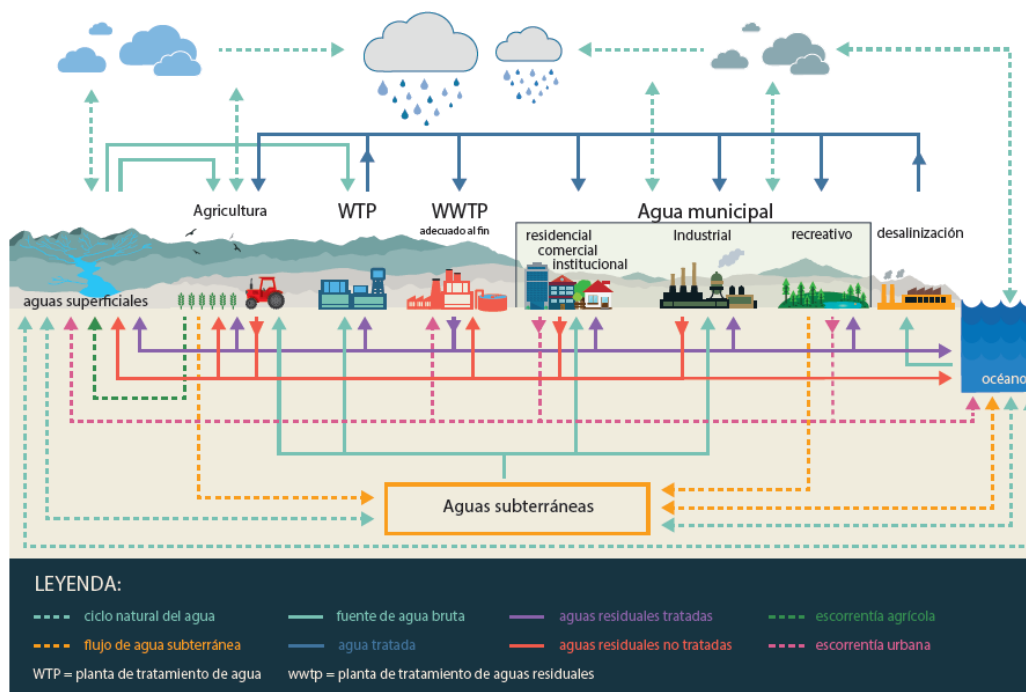 Agricultura
WTP
WWTP
adecuado al fin
Agua municipal
residencial
comercial
institucional
Industrial
recreativo
desalinización
aguas superficiales
océano
Aguas subterráneas
LEYENDA:
ciclo natural del agua
fuente de agua bruta
aguas residuales tratadas
escorrentía agrícola
flujo de agua subterránea
agua tratada
aguas residuales no tratadas
escorrentía urbana
WTP = planta de tratamiento de agua
wwtp = planta de tratamiento de aguas residuales